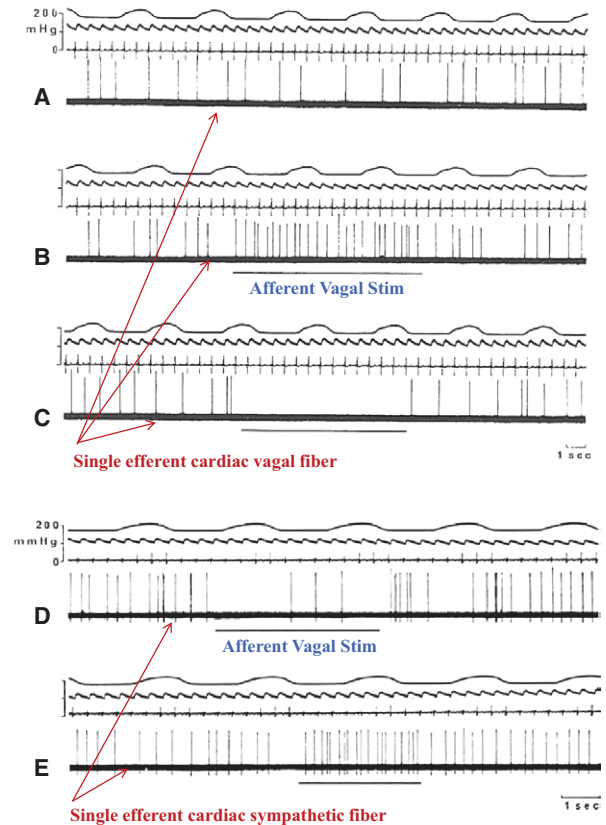 200
mHg
0
A
B
Afferent Vagal Stim
C
1 sec
Single efferent cardiac vagal fiber
200
mmHg
0
D
Afferent Vagal Stim
E
Single efferent cardiac sympathetic fiber
1 sec